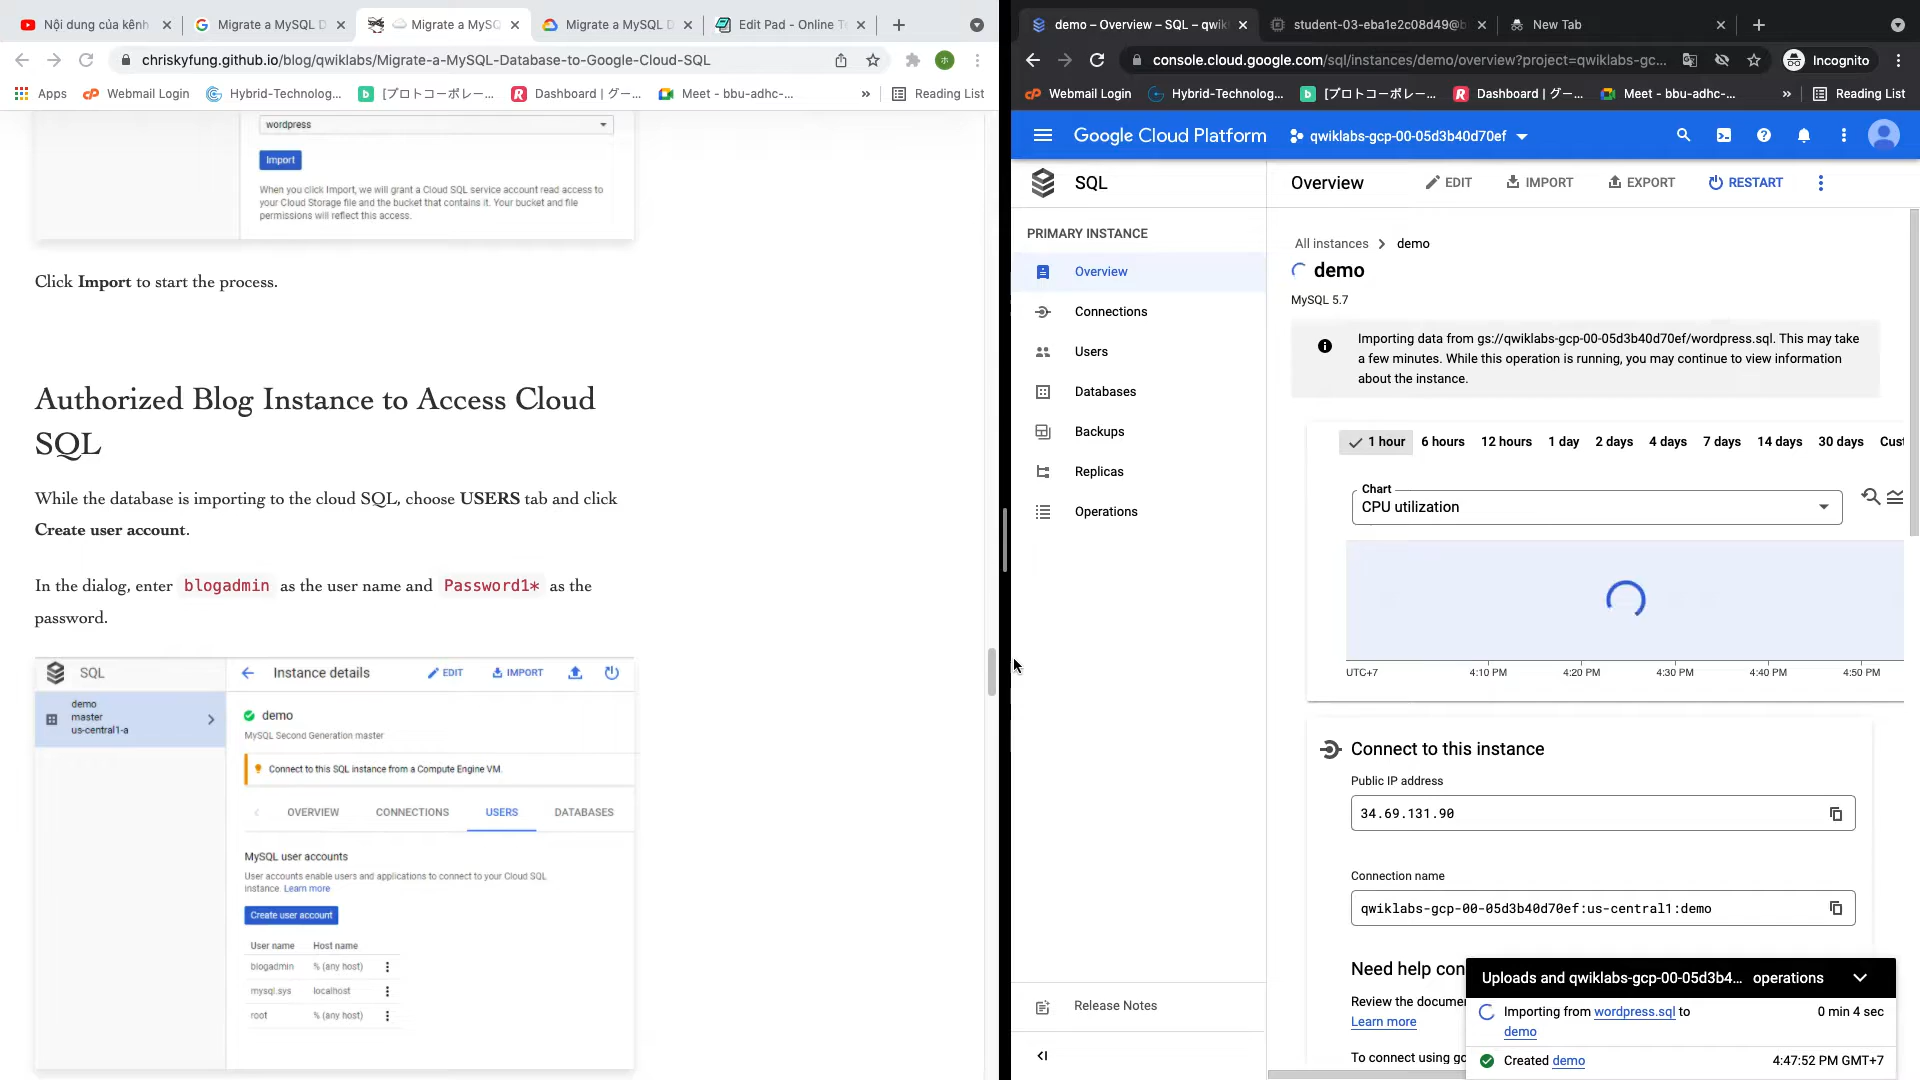 Nội dung của kênh
Migrate a MySQL D
Migrate a MySQ
Migrate a MySQL D
Edit Pad - Online T
chriskyfung.github.io/blog/qwiklabs/Migrate-a-MySQL-Database-to-Google-Cloud-SQL
Apps
Webmail Login
Hybrid-Technolog...
[プロトコーポレー...
Dashboard | グー...
Meet - bbu-adhc-...
»
Reading List
wordpress
Import
When you click Import, we will grant a Cloud SQL service account read access to
your Cloud Storage file and the bucket that contains it. Your bucket and file
permissions will reflect this access.
Click Import to start the process.
Authorized Blog Instance to Access Cloud
SQL
While the database is importing to the cloud SQL, choose USERS tab and click
Create user account.
In the dialog, enter blogadmin as the user name and Password1* as the
password.
SQL
Instance details
EDIT
IMPORT
demo
master
us-central1-a
demo
MySQL Second Generation master
Connect to this SQL instance from a Compute Engine VM.
OVERVIEW
CONNECTIONS
USERS
DATABASES
MySQL user accounts
User accounts enable users and applications to connect to your Cloud SQL
instance. Learn more
Create user account
User name Host name
blogadmin % (any host)
mysql.sys localhost
root % (any host)
demo – Overview – SQL – qwik
student-03-eba1e2c08d49@b
New Tab
console.cloud.google.com/sql/instances/demo/overview?project=qwiklabs-gc...
Incognito
Webmail Login
Hybrid-Technolog...
[プロトコーポレー...
Dashboard | グー...
Meet - bbu-adhc-...
»
Reading List
Google Cloud Platform
qwiklabs-gcp-00-05d3b40d70ef
SQL
Overview
EDIT
IMPORT
EXPORT
RESTART
PRIMARY INSTANCE
Overview
Connections
Users
Databases
Backups
Replicas
Operations
Release Notes
All instances
demo
demo
MySQL 5.7
Importing data from gs://qwiklabs-gcp-00-05d3b40d70ef/wordpress.sql. This may take
a few minutes. While this operation is running, you may continue to view information
about the instance.
1 hour 6 hours 12 hours 1 day 2 days 4 days 7 days 14 days 30 days Cust
Chart
CPU utilization
UTC+7 4:10 PM 4:20 PM 4:30 PM 4:40 PM 4:50 PM
Connect to this instance
Public IP address
34.69.131.90
Connection name
qwiklabs-gcp-00-05d3b40d70ef:us-central1:demo
Need help con
Review the docume
Learn more
To connect using gc
Uploads and qwiklabs-gcp-00-05d3b4... operations
Importing from wordpress.sql to
demo
0 min 4 sec
Created demo
4:47:52 PM GMT+7